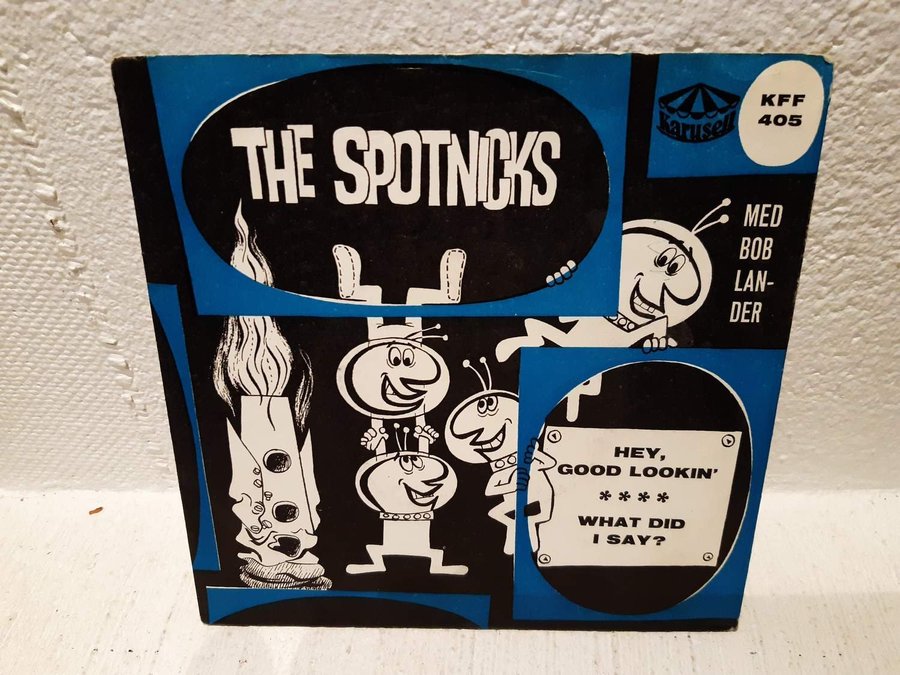 THE SPOTNICKS
Karusell
KFF
405
MED
BOB
LAN-
DER
HEY,
GOOD LOOKIN'
****
WHAT DID
I SAY?